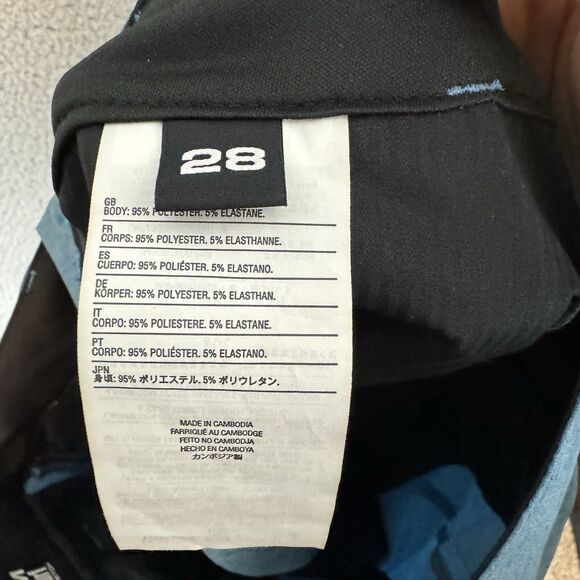 28
GB
BODY: 95% POLYESTER. 5% ELASTANE.
FR
CORPS: 95% POLYESTER. 5% ELASTHANNE.
ES
CUERPO: 95% POLIÉSTER. 5% ELASTANO.
DE
KÖRPER: 95% POLYESTER. 5% ELASTHAN.
IT
CORPO: 95% POLIESTERE. 5% ELASTANE.
PT
CORPO: 95% POLIÉSTER. 5% ELASTANO.
JPN
身頃: 95% ポリエステル. 5% ポリウレタン.
MADE IN CAMBODIA
FARIQUÉ AU CAMBODGE
FEITO NO CAMBODJA
HECHO EN CAMBOYA
カンボジア製